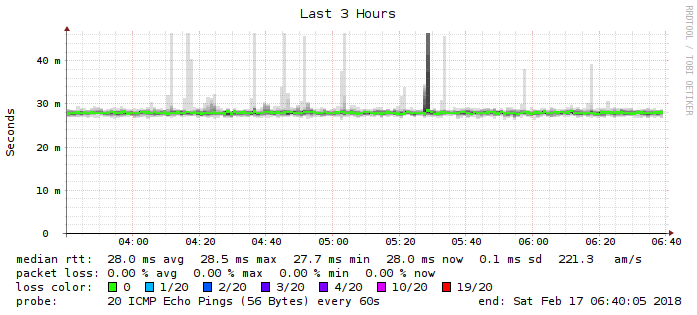 Last 3 Hours
RRDTOOL / TOBI OETIKER
Seconds
40 m
30 m
20 m
10 m
0
04:00 04:20 04:40 05:00 05:20 05:40 06:00 06:20 06:40
median rtt: 28.0 ms avg 28.5 ms max 27.7 ms min 28.0 ms now 0.1 ms sd 221.3 am/s
packet loss: 0.00 % avg 0.00 % max 0.00 % min 0.00 % now
loss color: 0 1/20 2/20 3/20 4/20 10/20 19/20
probe: 20 ICMP Echo Pings (56 Bytes) every 60s end: Sat Feb 17 06:40:05 2018